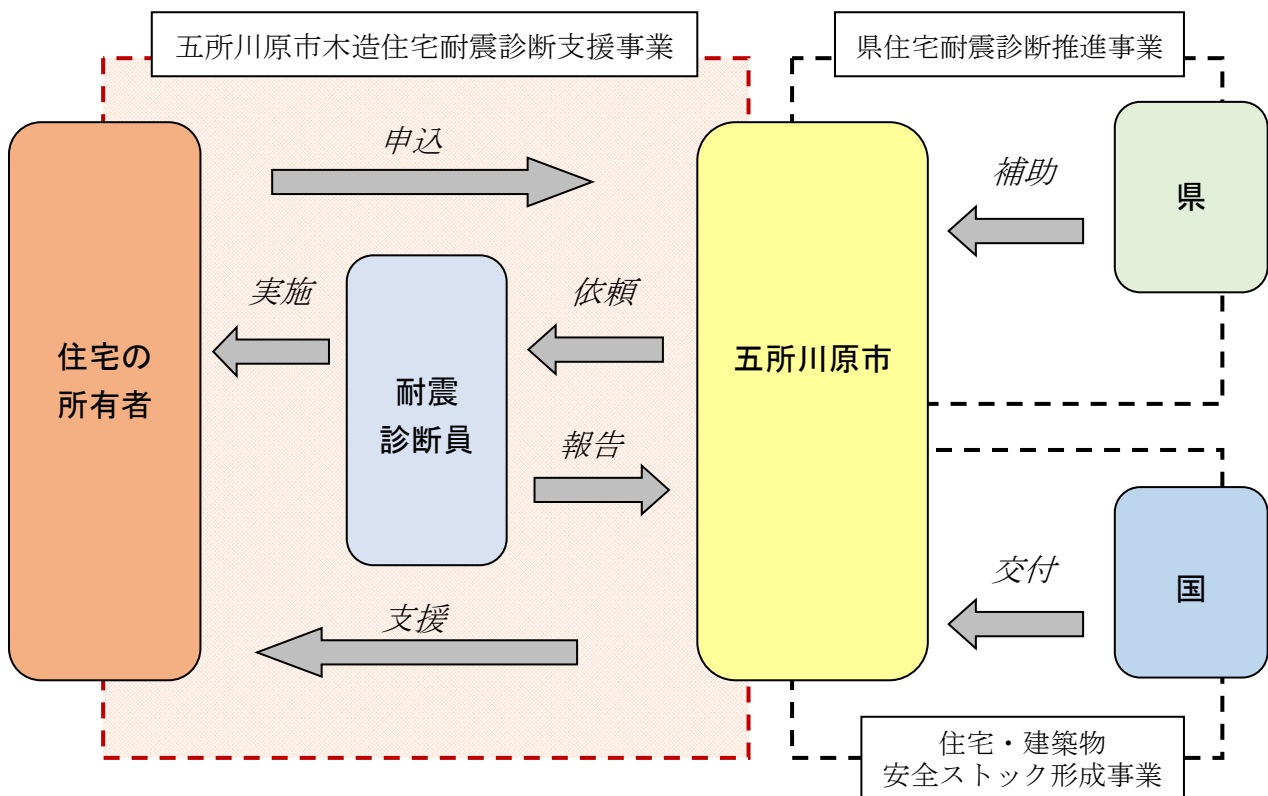 五所川原市木造住宅耐震診断支援事業
県住宅耐震診断推進事業
申込
補助
県
実施
依頼
住宅の
所有者
耐震
診断員
五所川原市
報告
交付
国
支援
住宅・建築物
安全ストック形成事業